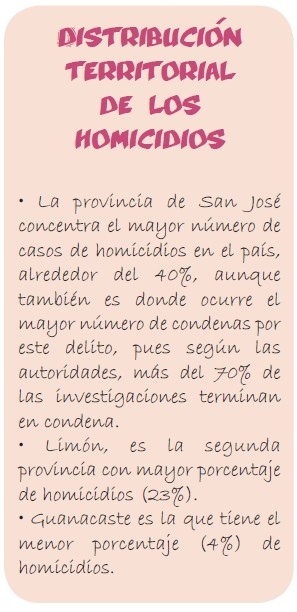 DISTRIBUCIÓN
TERRITORIAL
DE LOS
HOMICIDIOS
• La provincia de San José
concentra el mayor número de
casos de homicidios en el país,
alrededor del 40%, aunque
también es donde ocurre el
mayor número de condenas por
este delito, pues según las
autoridades, más del 70% de
las investigaciones terminan
en condena.
• Limón, es la segunda
provincia con mayor porcentaje
de homicidios (23%).
• Guanacaste es la que tiene el
menor porcentaje (4%) de
homicidios.